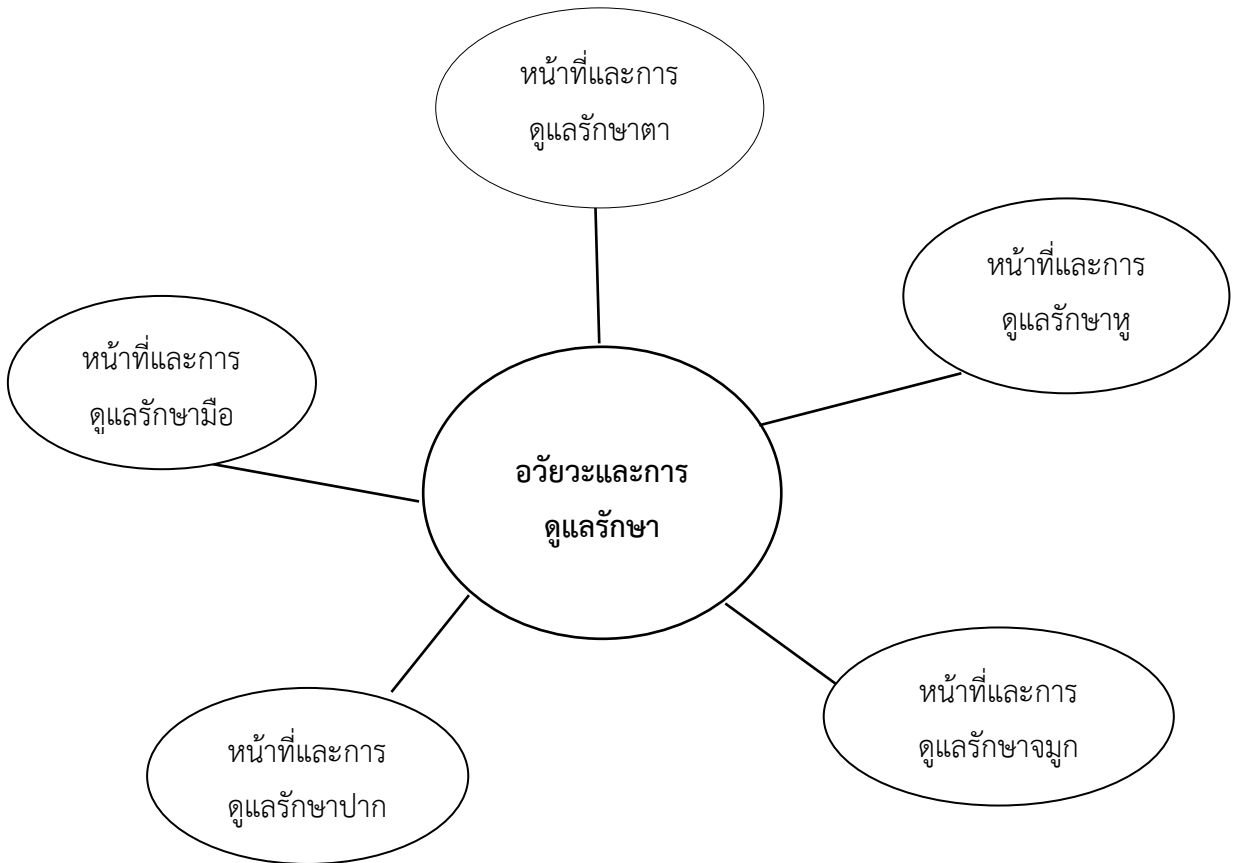 หน้าที่และการ
ดูแลรักษาตา
หน้าที่และการ
ดูแลรักษาหู
หน้าที่และการ
ดูแลรักษามือ
อวัยวะและการ
ดูแลรักษา
หน้าที่และการ
ดูแลรักษาจมูก
หน้าที่และการ
ดูแลรักษาปาก